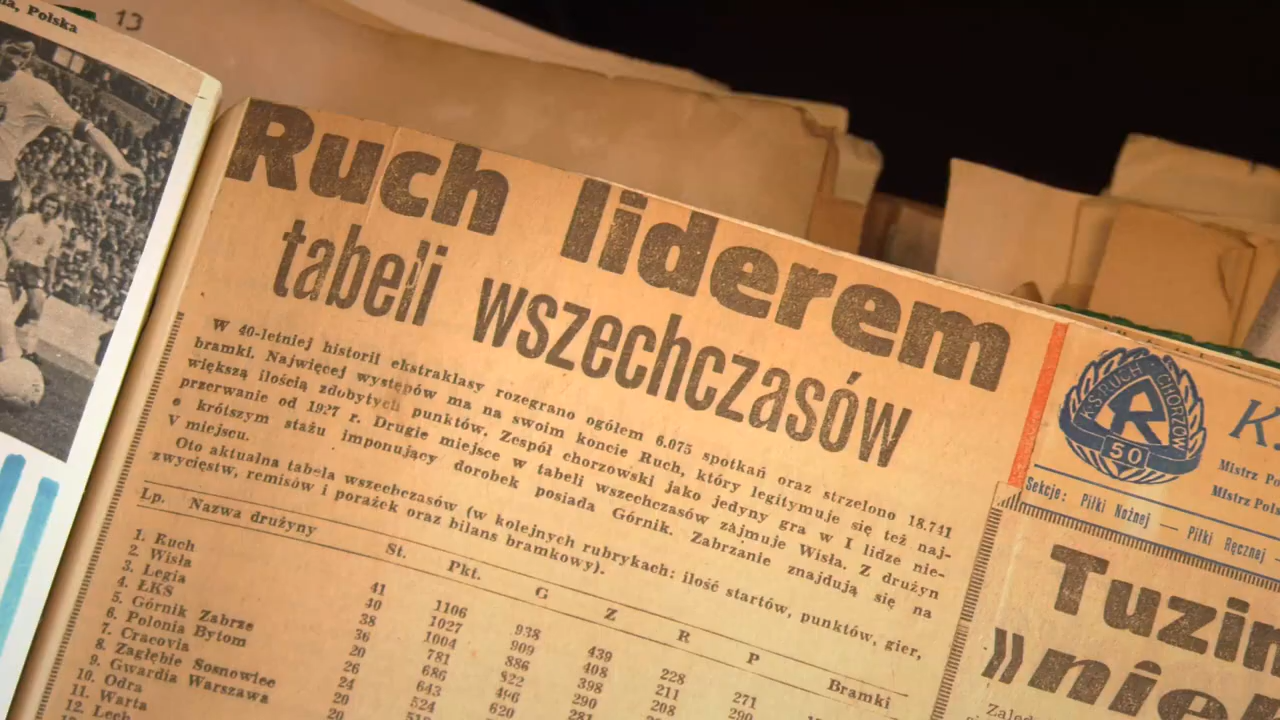 Polska
13
Ruch liderem
tabeli wszechczasów
W 40-letniej historii ekstraklasy rozegrano ogółem 6.075 spotkań oraz strzelono 18.741
bramki. Najwięcej występów ma na swoim koncie Ruch, który legitymuje się też naj-
większą ilością zdobytych punktów. Zespół chorzowski jako jedyny gra w I lidze nie-
przerwanie od 1927 r. Drugie miejsce w tabeli wszechczasów zajmuje Wisła. Z drużyn
o krótszym stażu imponujący dorobek posiada Górnik. Zabrzanie znajdują się na
V miejscu.
Oto aktualna tabela wszechczasów (w kolejnych rubrykach: ilość startów, punktów, gier,
zwycięstw, remisów i porażek oraz bilans bramkowy).
Lp. Nazwa drużyny St. Pkt. G Z R P Bramki
1. Ruch 41 1106 938 439 228 271
2. Wisła 40 1027 909 408 211 290
3. Legia 38 1004 886 398 208
4. ŁKS 36 781 822 290
5. Górnik Zabrze 20 686 496 281
6. Polonia Bytom 26 643 620
7. Cracovia 24 524
8. Zagłębie Sosnowiec 20
9. Gwardia Warszawa
10. Odra
11. Warta
12. Lech
K.S. RUCH - CHORZÓW
R
50
K.
Mistrz
Mistrz
Sekcje: Piłki Nożnej — Piłki Ręcznej —
Tuzin
»nie